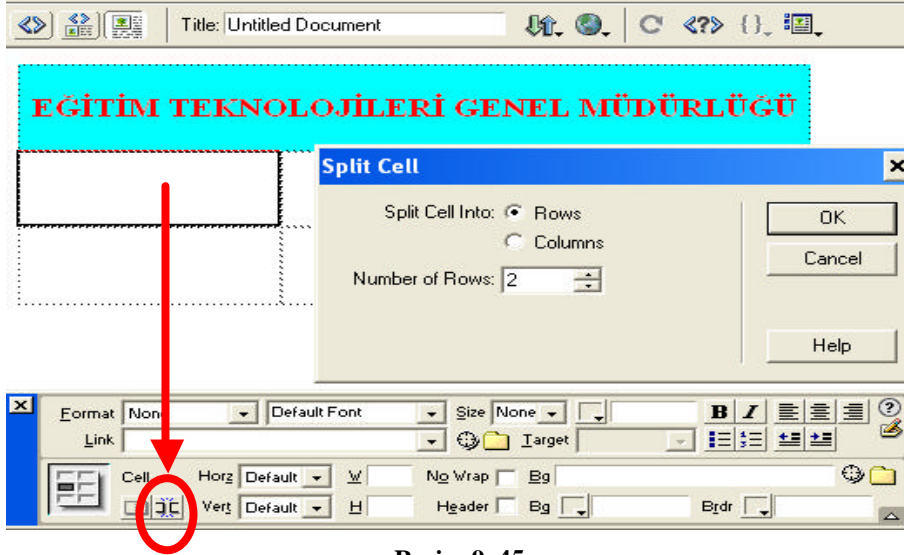 Title: Untitled Document
EĞİTİM TEKNOLOJİLERİ GENEL MÜDÜRLÜĞÜ
Split Cell
Split Cell Into: Rows
Columns
Number of Rows: 2
OK
Cancel
Help
Format None Default Font Size None B I
Link Target
Cell Horz Default W No Wrap Bg
Vert Default H Header Bg Brdr